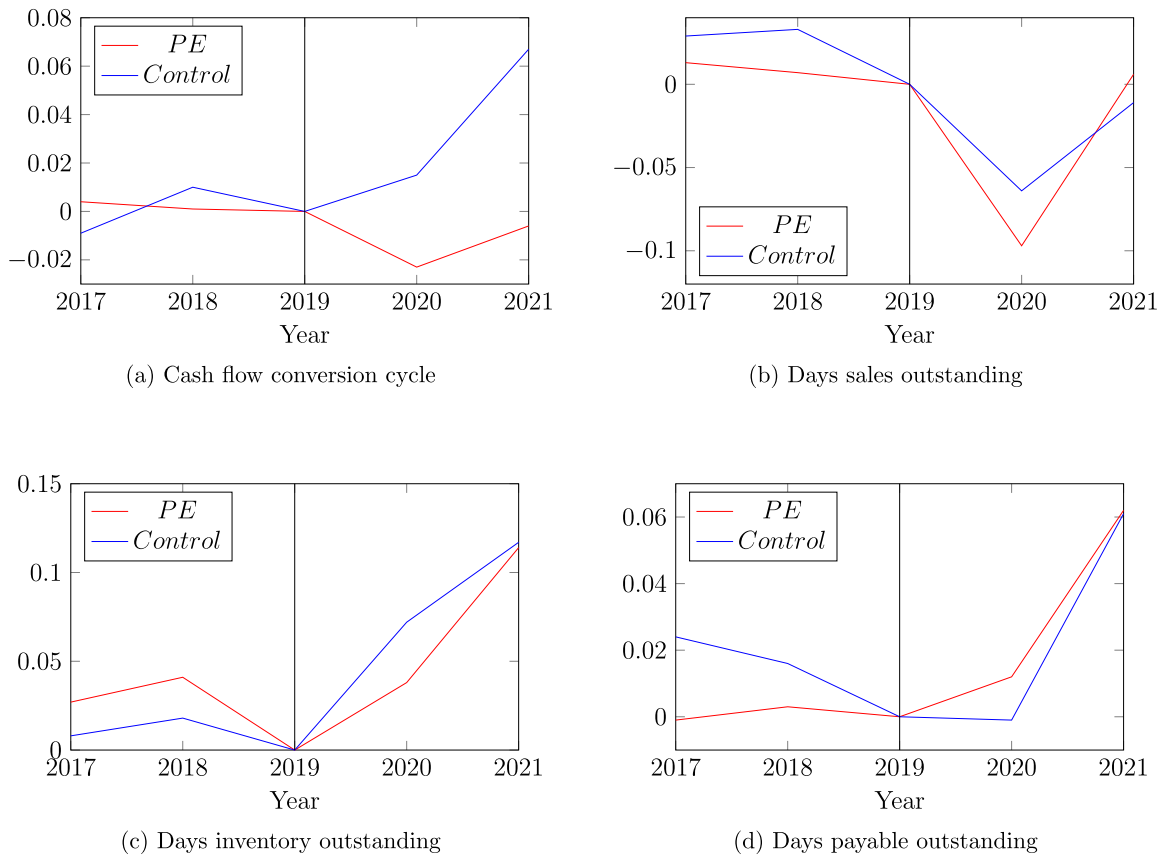 0.08
0.06
0.04
0.02
0
−0.02
PE
Control
2017 2018 2019 2020 2021
Year
(a) Cash flow conversion cycle
0
−0.05
−0.1
PE
Control
2017 2018 2019 2020 2021
Year
(b) Days sales outstanding
0.15
0.1
0.05
0
PE
Control
2017 2018 2019 2020 2021
Year
(c) Days inventory outstanding
0.06
0.04
0.02
0
PE
Control
2017 2018 2019 2020 2021
Year
(d) Days payable outstanding